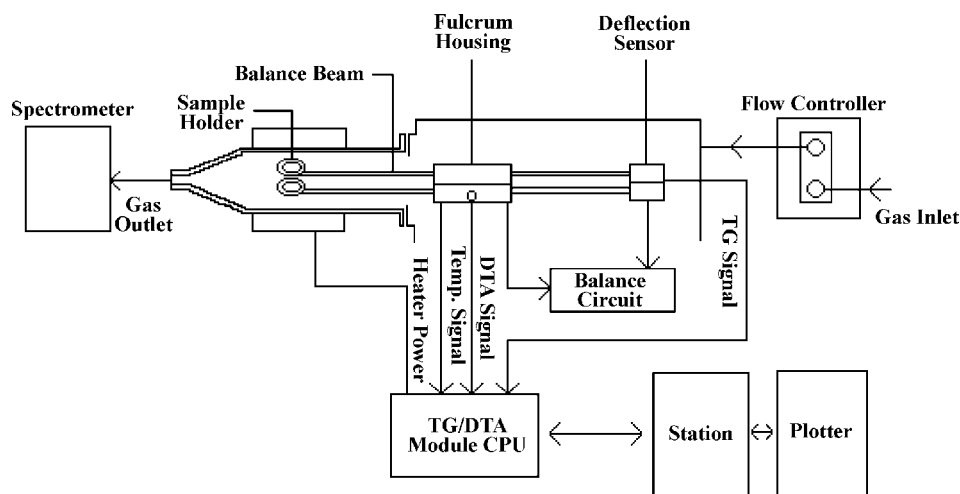 Fulcrum
Housing
Deflection
Sensor
Balance Beam
Spectrometer
Sample
Holder
Flow Controller
Gas
Outlet
Gas Inlet
Heater Power
Temp. Signal
DTA Signal
TG Signal
Balance
Circuit
TG/DTA
Module CPU
Station
Plotter